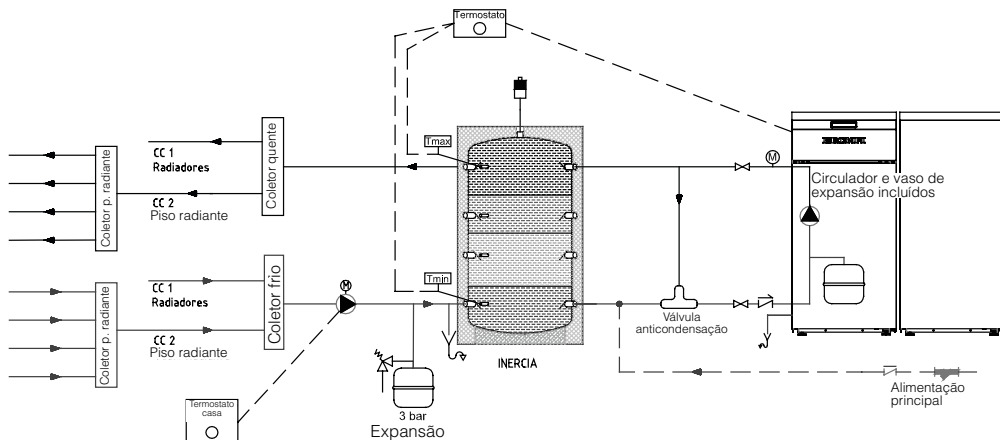 Termostato
Tmax
CC 1
Radiadores
CC 2
Piso radiante
Coletor p. radiante
Coletor quente
M
Circulador e vaso de
expansão incluídos
Tmin
CC 1
Radiadores
CC 2
Piso radiante
Coletor p. radiante
Coletor frio
M
Válvula
anticondensação
INERCIA
Termostato
casa
3 bar
Expansão
Alimentação
principal